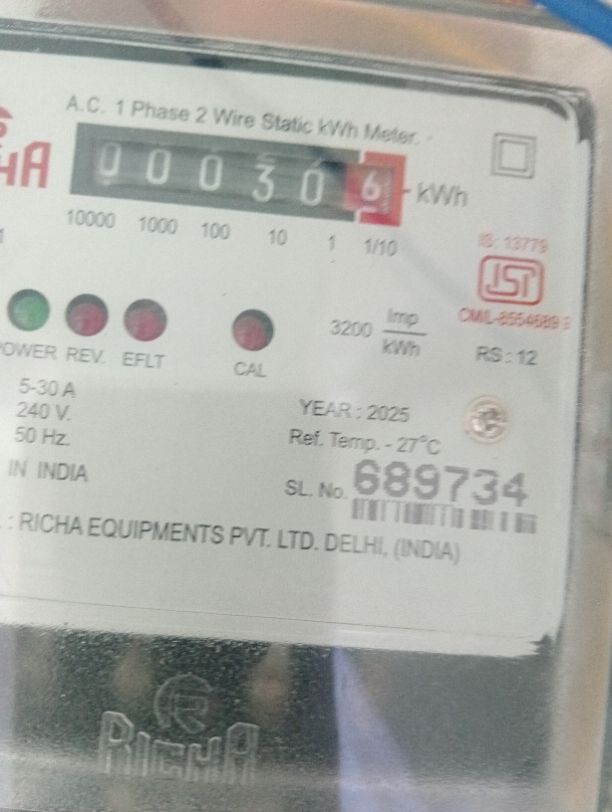 A.C. 1 Phase 2 Wire Static kWh Meter.
0 0 0 3 0 6 kWh
10000 1000 100 10 1 1/10
IS: 13779
ISI
3200 Imp/kWh
RS : 12
POWER REV. EFLT CAL
5-30 A
240 V.
50 Hz.
YEAR : 2025
Ref. Temp. - 27°C
IN INDIA
SL. No. 689734
: RICHA EQUIPMENTS PVT. LTD. DELHI, (INDIA)
RICHA